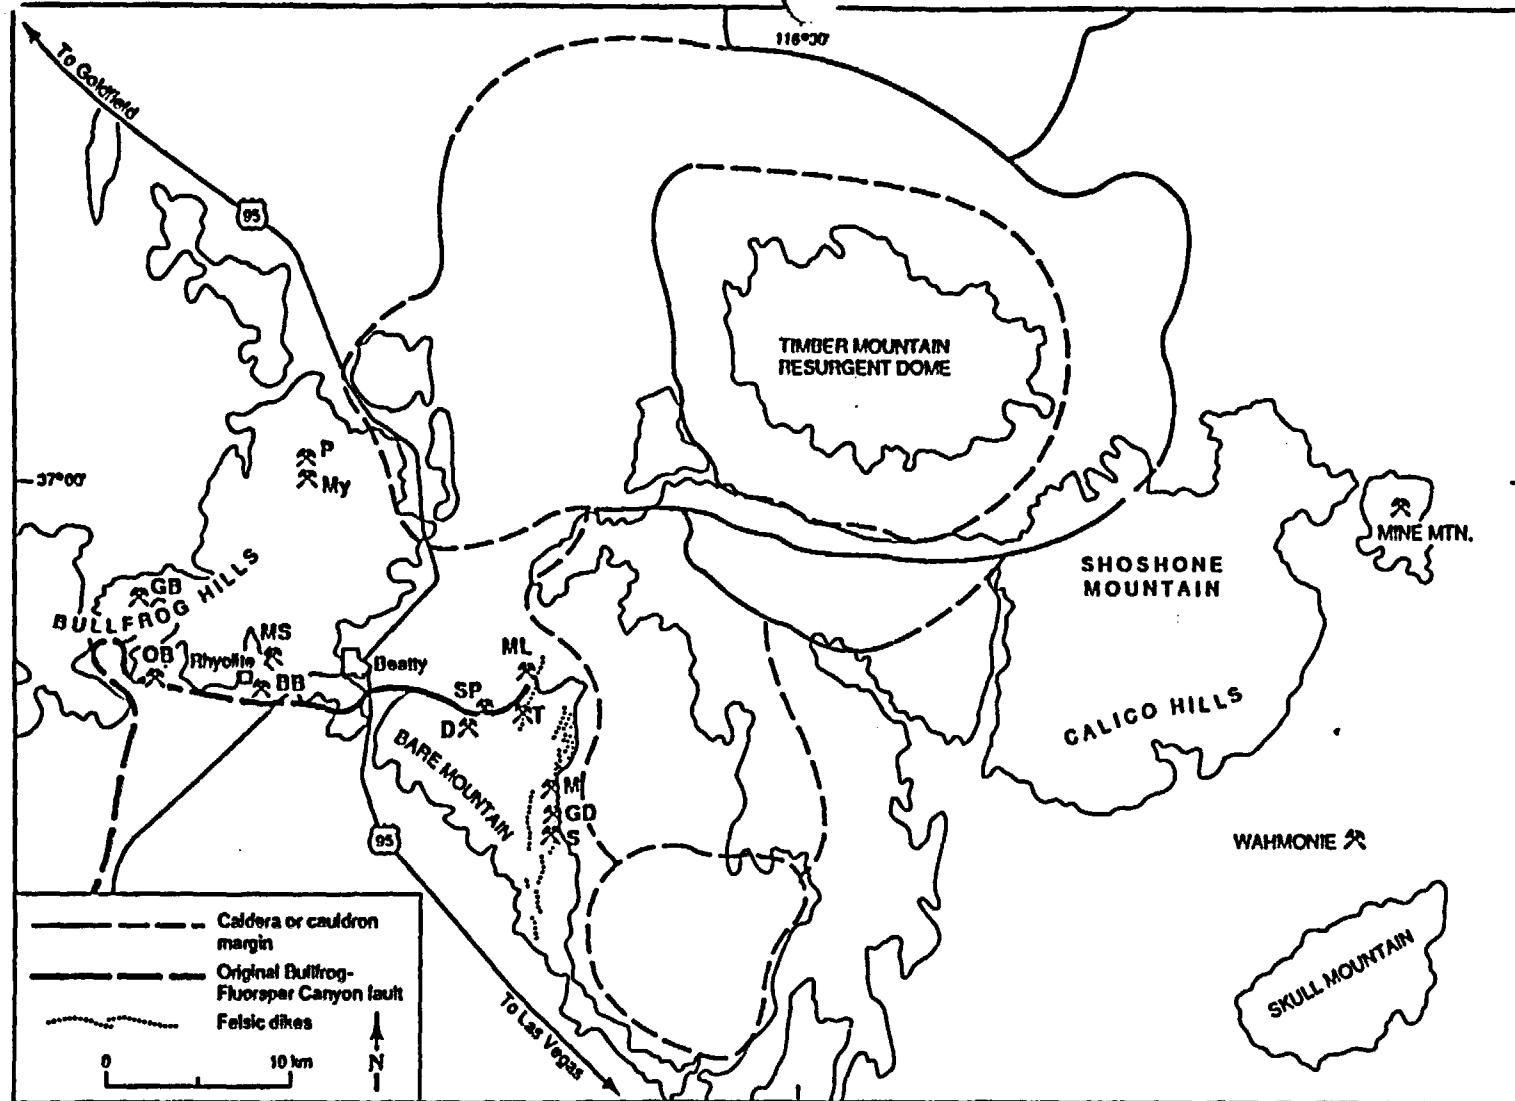 116°30'
To Goldfield
95
TIMBER MOUNTAIN
RESURGENT DOME
P
My
37°00'
MINE MTN.
SHOSHONE
MOUNTAIN
GB
BULLFROG HILLS
MS
OB
Rhyolite
BB
Beatty
ML
SP
T
D
CALICO HILLS
BARE MOUNTAIN
M
GD
S
95
WAHMONIE
SKULL MOUNTAIN
To Las Vegas
Caldera or cauldron
margin
Original Bullfrog-
Fluorspar Canyon fault
Felsic dikes
0 10 km
N